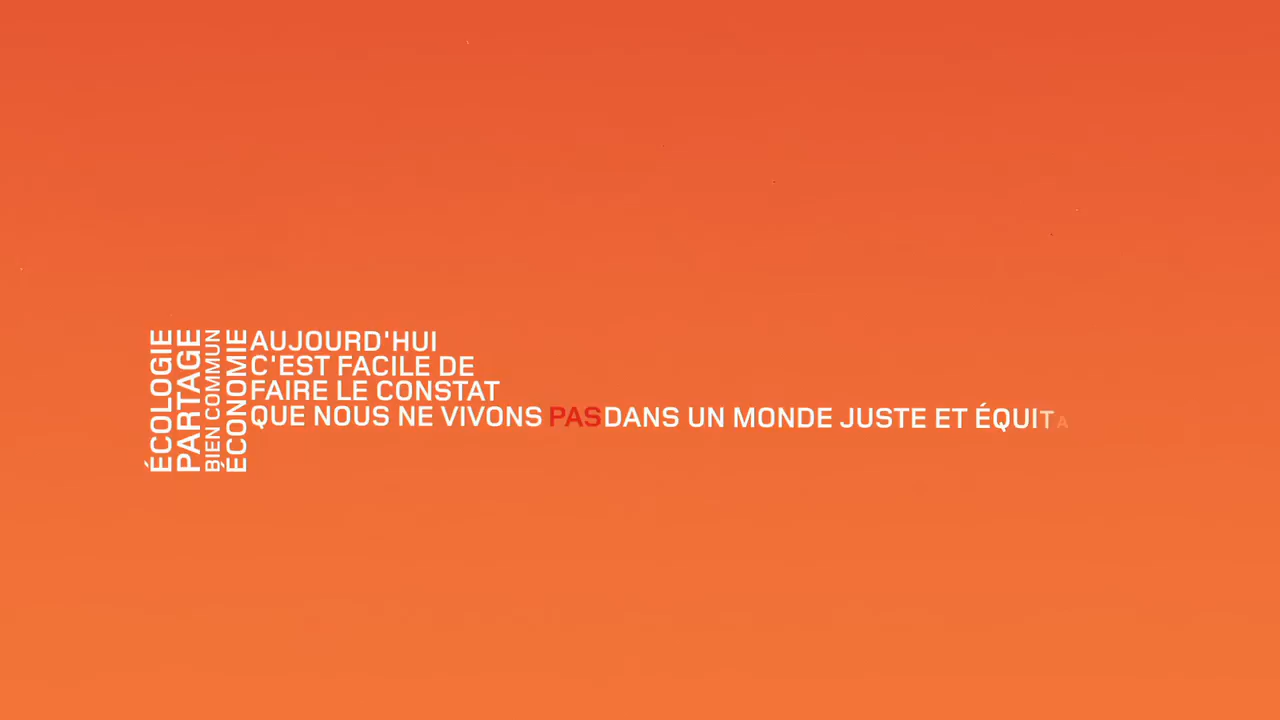 ÉCOLOGIE
PARTAGE
BIEN COMMUN
ÉCONOMIE
AUJOURD'HUI
C'EST FACILE DE
FAIRE LE CONSTAT
QUE NOUS NE VIVONS PAS DANS UN MONDE JUSTE ET ÉQUITA